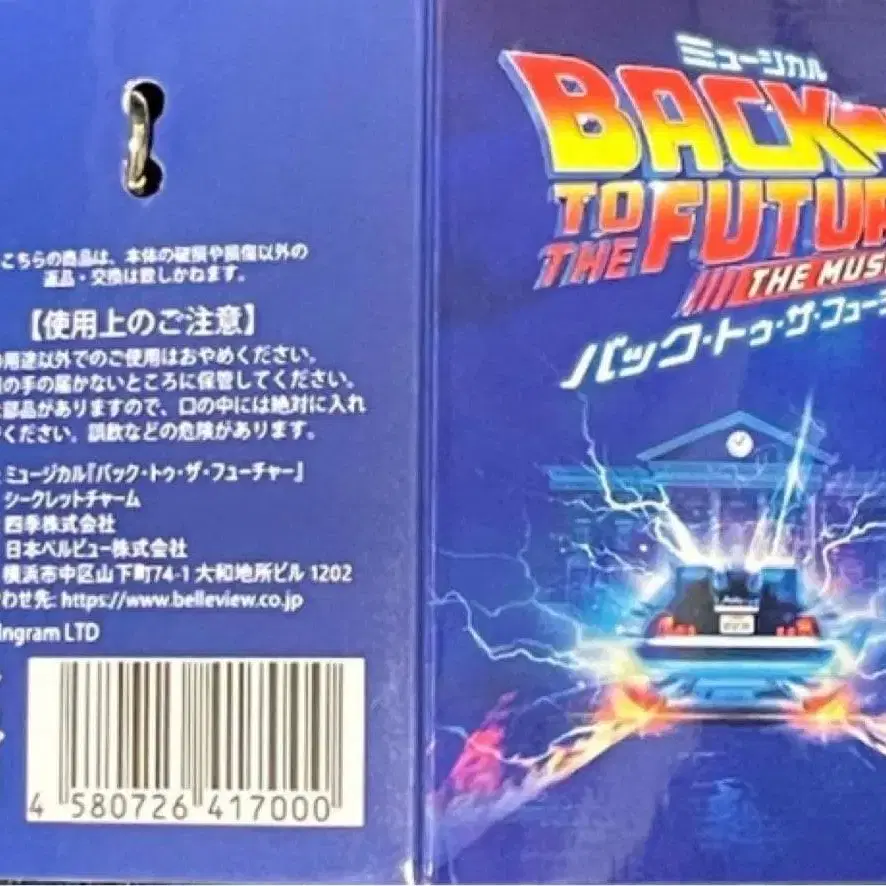 こちらの商品は、本体の破損や損傷以外の
返品・交換は致しかねます。
【使用上のご注意】
用途以外でのご使用はおやめください。
の手の届かないところに保管してください。
部品がありますので、口の中には絶対に入れ
ください。誤飲などの危険があります。
ミュージカル『バック・トゥ・ザ・フューチャー』
シークレットチャーム
四季株式会社
日本ベルビュー株式会社
横浜市中区山下町74-1 大和地所ビル 1202
わせ先: https://www.belleview.co.jp
Ingram LTD
4 580726 417000
ミュージカル
BACK
TO
THE FUTUR
THE MUS
バック・トゥ・ザ・フュー